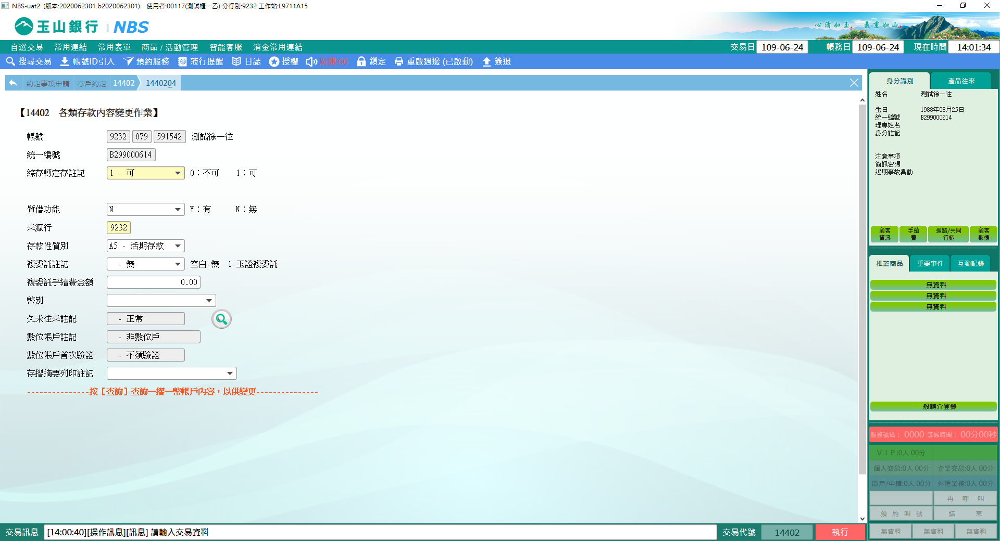 NBS-uat2 (版本:2020062301.b2020062301) 使用者:00117(測試櫃一乙) 分行別:9232 工作站:L9711A15
玉山銀行 | NBS
心清如玉。 義重如山。
自選交易 常用連結 常用表單 商品 / 活動管理 智能客服 消金常用連結 交易日 109-06-24 帳務日 109-06-24 現在時間 14:01:34
搜尋交易 帳號ID引入 預約服務 蒞行提醒 日誌 授權 鎖定 重啟週邊 (已啟動) 簽退
約定事項申請 存戶約定 14402 1440204
【14402 各類存款內容變更作業】
帳號 9232 879 591542 測試徐一往
統一編號 B299000614
綜存轉定存註記 1 - 可 0:不可 1:可
質借功能 N Y:有 N:無
來源行 9232
存款性質別 A5 - 活期存款
複委託註記 - 無 空白-無 1-玉證複委託
複委託手續費金額 0.00
幣別
久未往來註記 - 正常
數位帳戶註記 - 非數位戶
數位帳戶首次驗證 - 不須驗證
存摺摘要列印註記
---------------按【查詢】查詢一摺一幣帳戶內容,以供變更---------------
身分識別 產品往來
姓名 測試徐一往
生日 1988年08月25日
統一編號 B299000614
理專姓名
身分註記
注意事項
簡訊密碼
近期事故異動
顧客資訊 手續費 通路/共同行銷 顧客影像
推薦商品 重要事件 互動記錄
無資料
無資料
無資料
一般轉介登錄
服務號碼: 0000 等候時間: 00分00秒
VIP:0人 00分
個人交易:0人 00分 企業交易:0人 00分
開戶/申請:0人 00分 外匯業務:0人 00分
再 呼 叫
預 約 叫 號 結 束
無資料 無資料 無資料
交易訊息 [14:00:40][操作訊息][訊息] 請輸入交易資料 交易代號 14402 執行